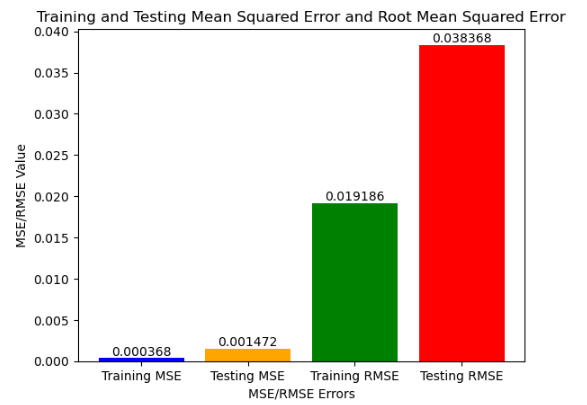 Training and Testing Mean Squared Error and Root Mean Squared Error
0.040
0.035
0.030
0.025
0.020
0.015
0.010
0.005
0.000
MSE/RMSE Value
0.000368
0.001472
0.019186
0.038368
Training MSE
Testing MSE
Training RMSE
Testing RMSE
MSE/RMSE Errors